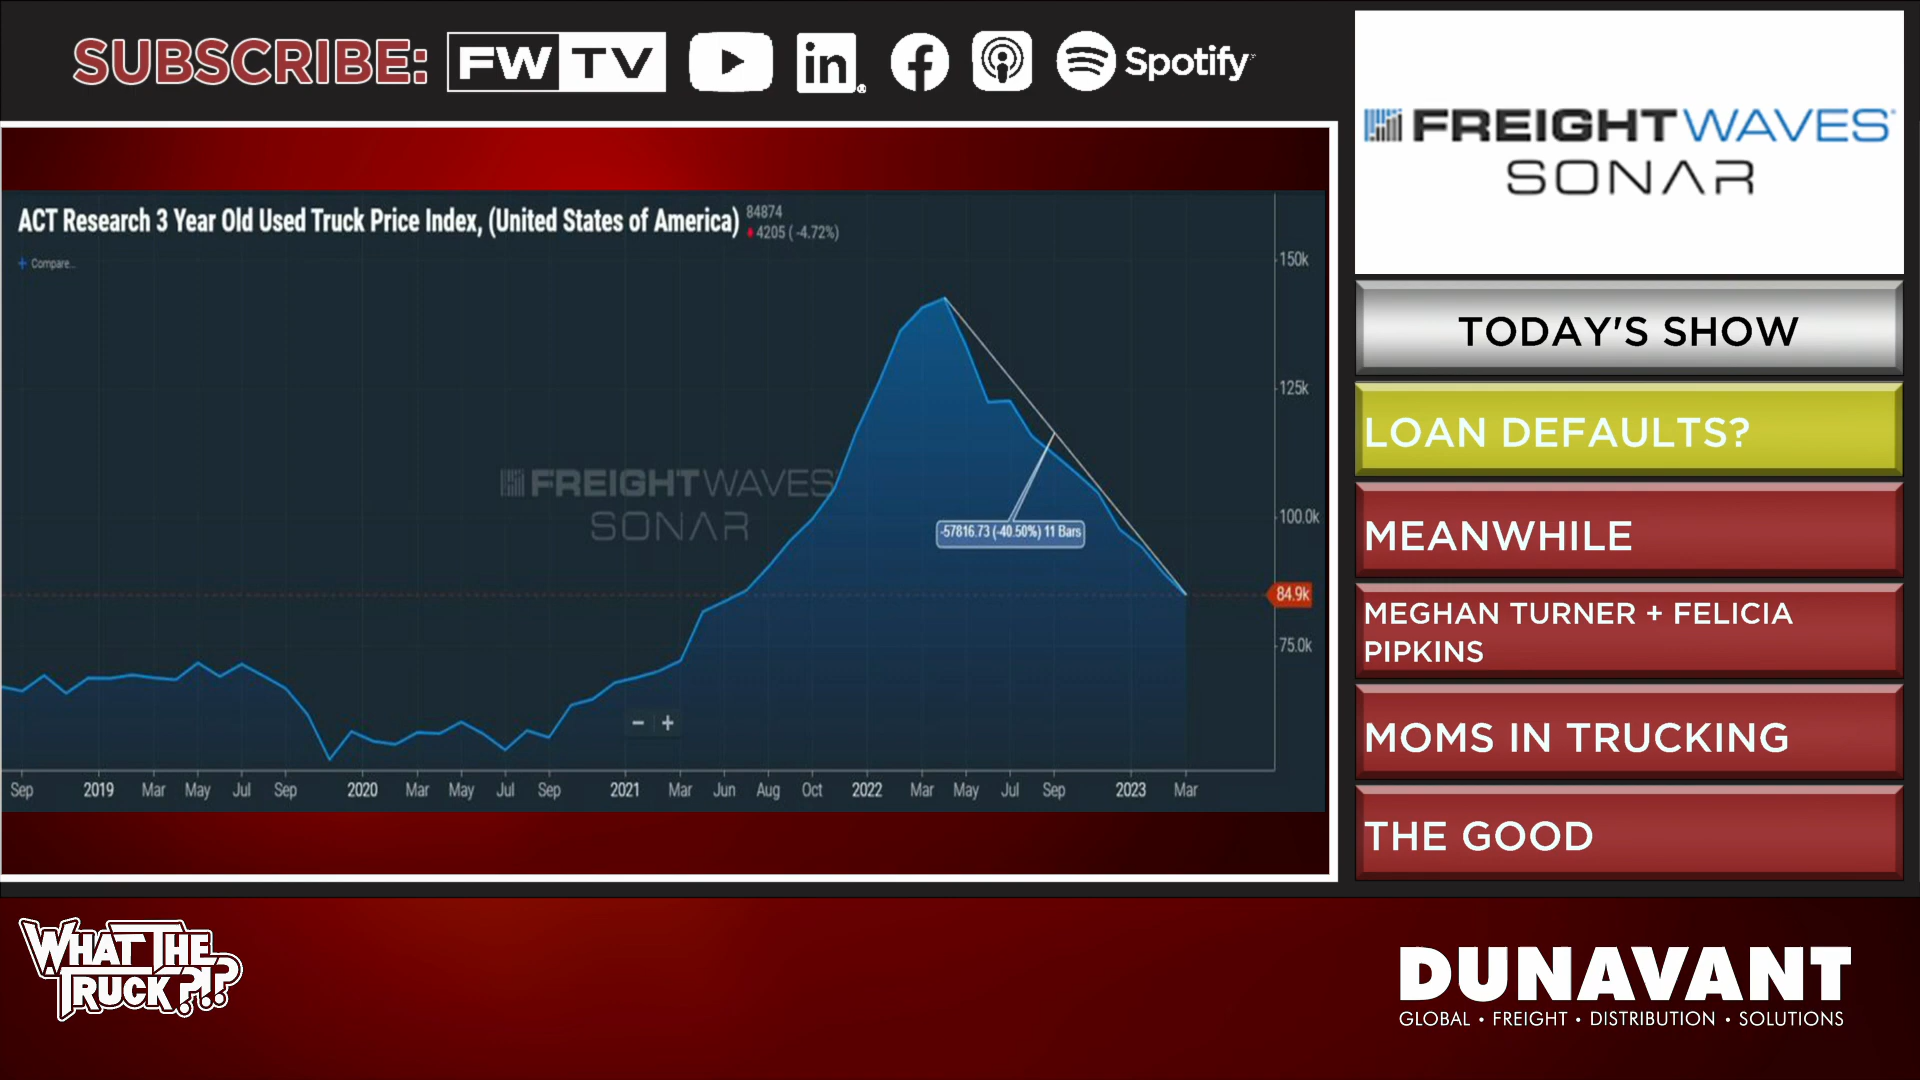 SUBSCRIBE: FW TV in Spotify
FREIGHTWAVES
SONAR
ACT Research 3 Year Old Used Truck Price Index, (United States of America)
84874
4205 ( -4.72%)
+ Compare...
150k
125k
100.0k
84.9k
75.0k
FREIGHTWAVES
SONAR
-57816.73 (-40.50%) 11 Bars
− +
Sep 2019 Mar May Jul Sep 2020 Mar May Jul Sep 2021 Mar Jun Aug Oct 2022 Mar May Jul Sep 2023 Mar
TODAY'S SHOW
LOAN DEFAULTS?
MEANWHILE
MEGHAN TURNER + FELICIA
PIPKINS
MOMS IN TRUCKING
THE GOOD
WHAT THE
TRUCK?!?
DUNAVANT
GLOBAL • FREIGHT • DISTRIBUTION • SOLUTIONS